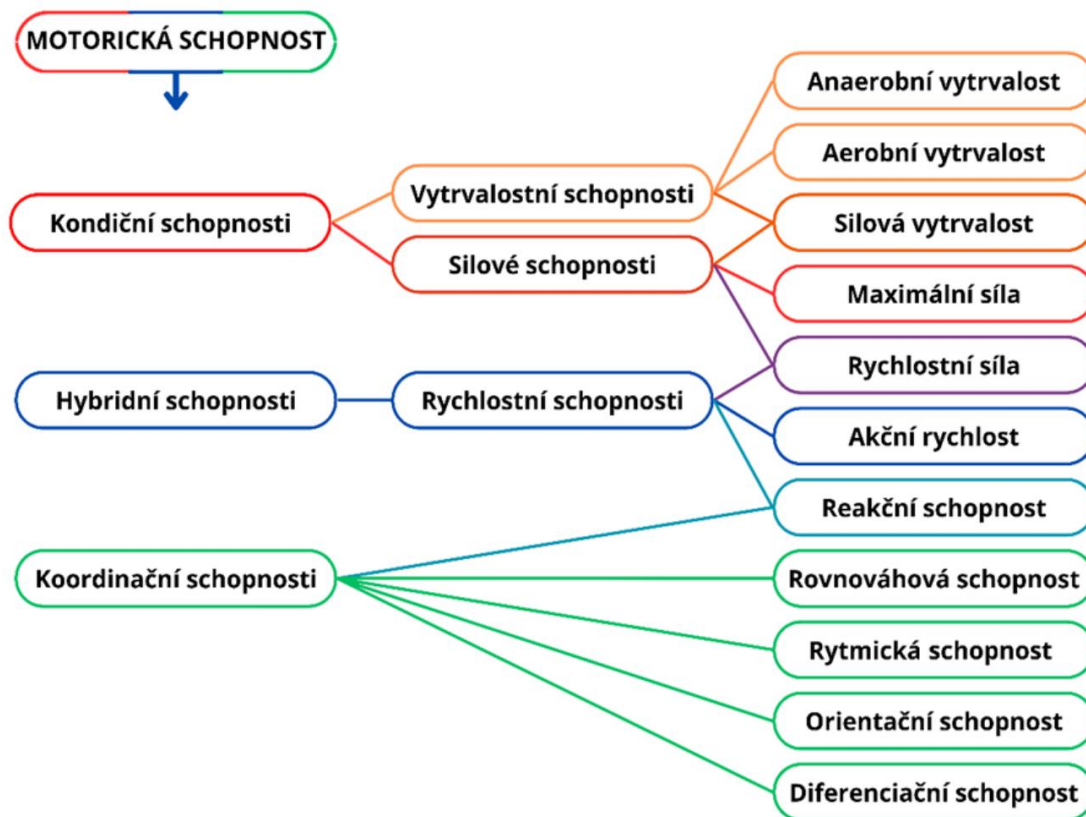 MOTORICKÁ SCHOPNOST
Kondiční schopnosti
Hybridní schopnosti
Koordinační schopnosti
Vytrvalostní schopnosti
Silové schopnosti
Rychlostní schopnosti
Anaerobní vytrvalost
Aerobní vytrvalost
Silová vytrvalost
Maximální síla
Rychlostní síla
Akční rychlost
Reakční schopnost
Rovnováhová schopnost
Rytmická schopnost
Orientační schopnost
Diferenciační schopnost